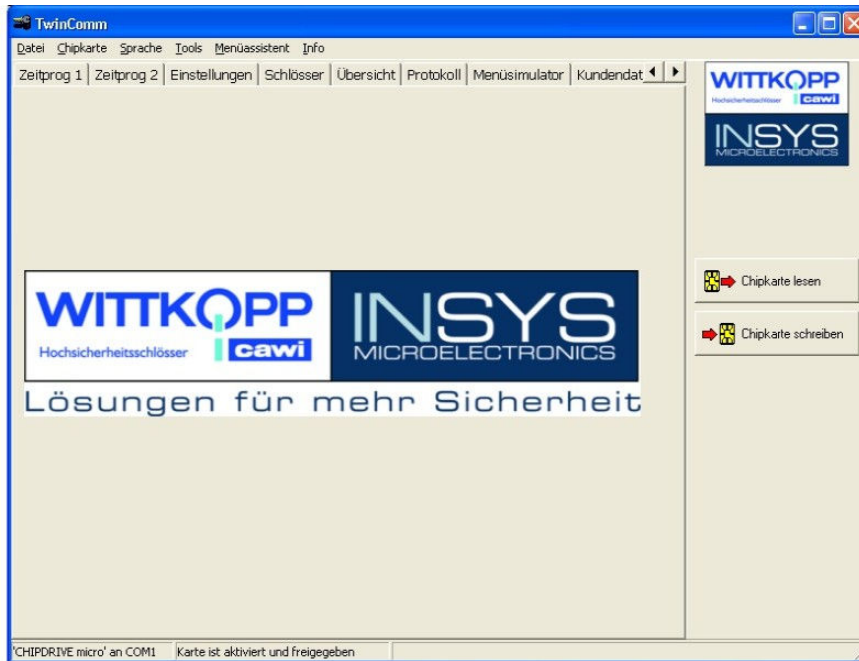 TwinComm
Datei Chipkarte Sprache Tools Menüassistent Info
Zeitprog 1 Zeitprog 2 Einstellungen Schlösser Übersicht Protokoll Menüsimulator Kundendat
WITTKOPP
Hochsicherheitsschlösser cawi
INSYS
MICROELECTRONICS
Chipkarte lesen
Chipkarte schreiben
WITTKOPP
Hochsicherheitsschlösser cawi
INSYS
MICROELECTRONICS
Lösungen für mehr Sicherheit
'CHIPDRIVE micro' an COM1 Karte ist aktiviert und freigegeben